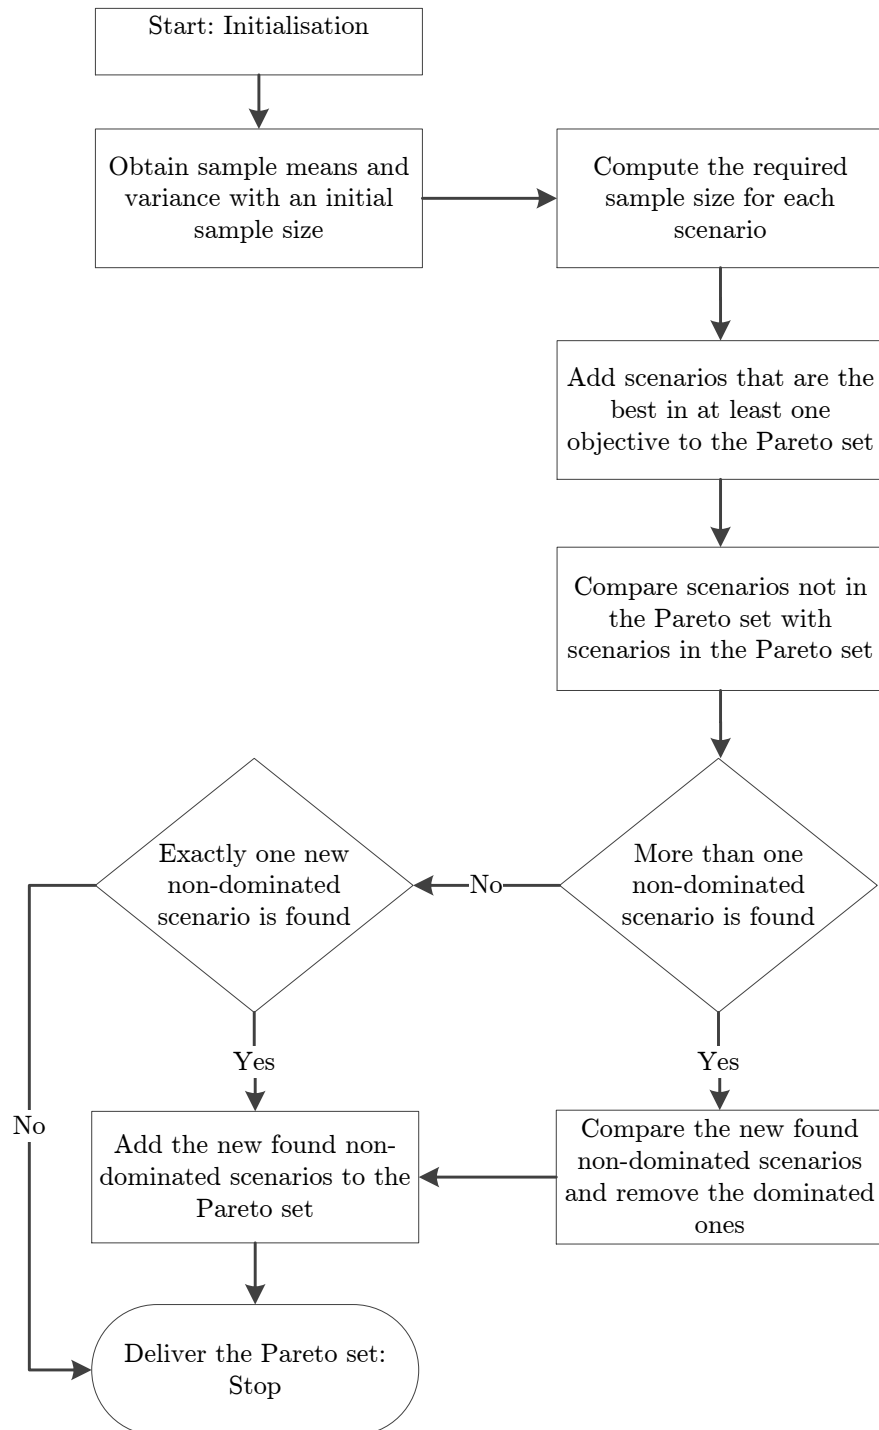 Start: Initialisation
Obtain sample means and
variance with an initial
sample size
Compute the required
sample size for each
scenario
Add scenarios that are the
best in at least one
objective to the Pareto set
Compare scenarios not in
the Pareto set with
scenarios in the Pareto set
More than one
non-dominated
scenario is found
No
Exactly one new
non-dominated
scenario is found
Yes
Yes
No
Compare the new found
non-dominated scenarios
and remove the dominated
ones
Add the new found non-
dominated scenarios to the
Pareto set
Deliver the Pareto set:
Stop